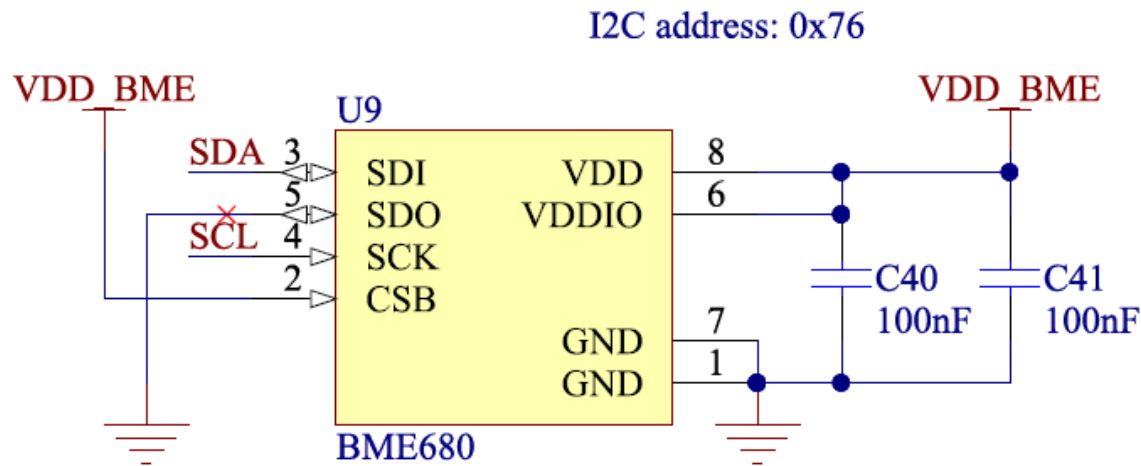 I2C address: 0x76
VDD_BME
VDD_BME
U9
SDA 3 SDI
VDD 8
5 SDO
VDDIO 6
SCL 4 SCK
2 CSB
C40
100nF
C41
100nF
GND 7
GND 1
BME680